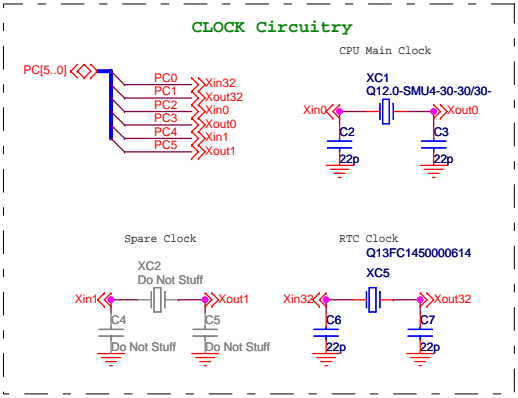 CLOCK Circuitry
CPU Main Clock
PC[5..0]
PC0 Xin32
PC1 Xout32
PC2 Xin0
PC3 Xout0
PC4 Xin1
PC5 Xout1
XC1
Q12.0-SMU4-30-30/30-
Xin0 Xout0
C2 C3
22p 22p
Spare Clock
XC2
Do Not Stuff
Xin1 Xout1
C4 C5
Do Not Stuff Do Not Stuff
RTC Clock
Q13FC1450000614
XC5
Xin32 Xout32
C6 C7
22p 22p